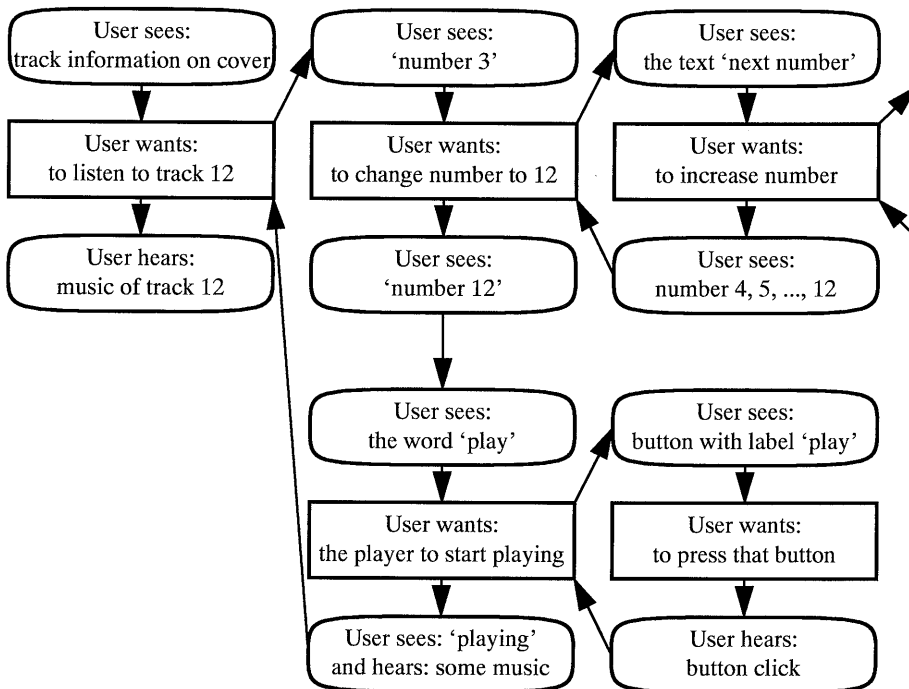 User sees:
track information on cover
User wants:
to listen to track 12
User hears:
music of track 12
User sees:
‘number 3’
User wants:
to change number to 12
User sees:
‘number 12’
User sees:
the text ‘next number’
User wants:
to increase number
User sees:
number 4, 5, ..., 12
User sees:
the word ‘play’
User wants:
the player to start playing
User sees: ‘playing’
and hears: some music
User sees:
button with label ‘play’
User wants:
to press that button
User hears:
button click